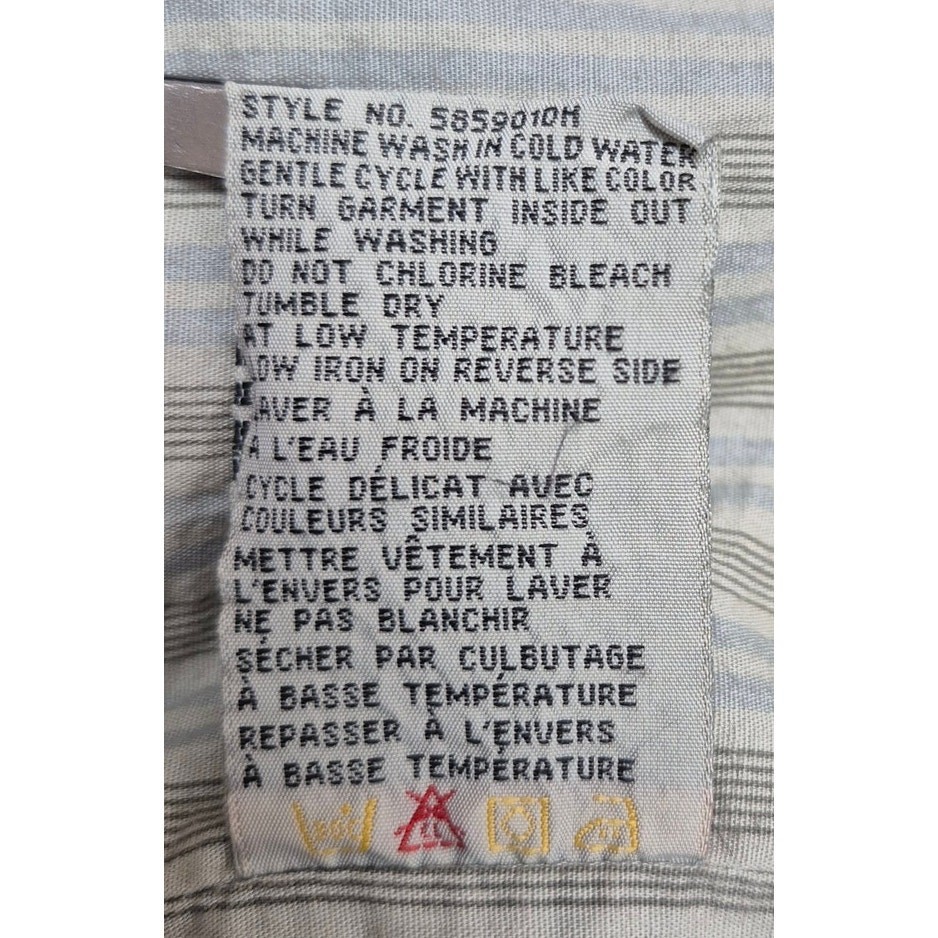 STYLE NO. 585901DH
MACHINE WASH IN COLD WATER
GENTLE CYCLE WITH LIKE COLOR
TURN GARMENT INSIDE OUT
WHILE WASHING
DO NOT CHLORINE BLEACH
TUMBLE DRY
AT LOW TEMPERATURE
LOW IRON ON REVERSE SIDE
LAVER À LA MACHINE
À L'EAU FROIDE
CYCLE DÉLICAT AVEC
COULEURS SIMILAIRES
METTRE VÊTEMENT À
L'ENVERS POUR LAVER
NE PAS BLANCHIR
SÉCHER PAR CULBUTAGE
À BASSE TEMPÉRATURE
REPASSER À L'ENVERS
À BASSE TEMPÉRATURE